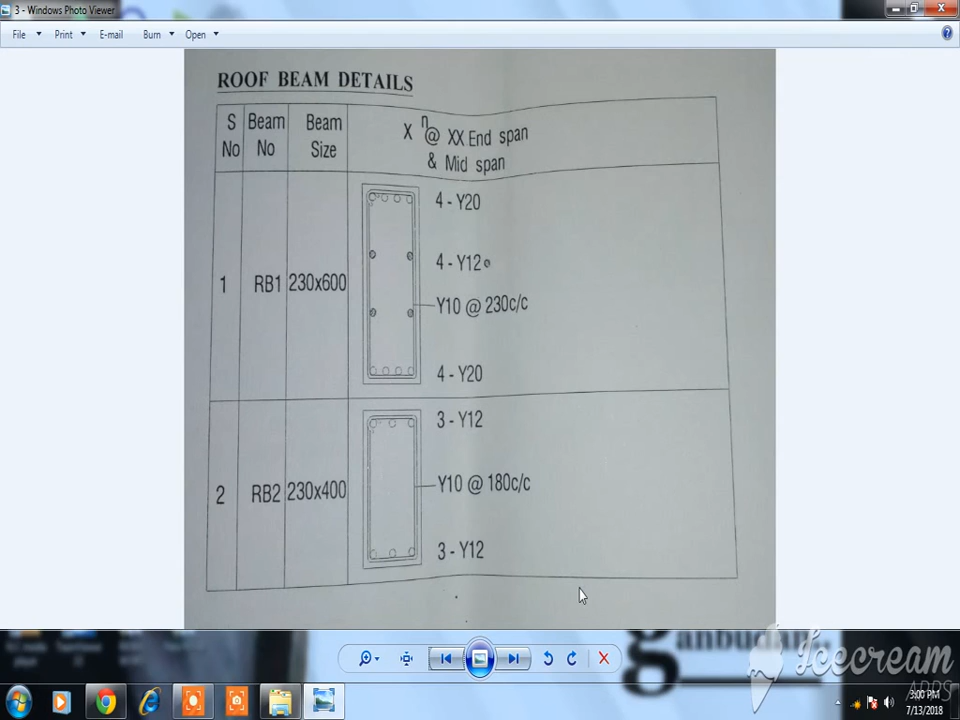 3 - Windows Photo Viewer
File Print E-mail Burn Open
ROOF BEAM DETAILS
S No
Beam No
Beam Size
X η@ XX End span
& Mid span
1 RB1 230x600
4 - Y20
4 - Y12
Y10 @ 230c/c
4 - Y20
2 RB2 230x400
3 - Y12
Y10 @ 180c/c
3 - Y12
Icecream
APPS
3:00 PM
7/13/2018